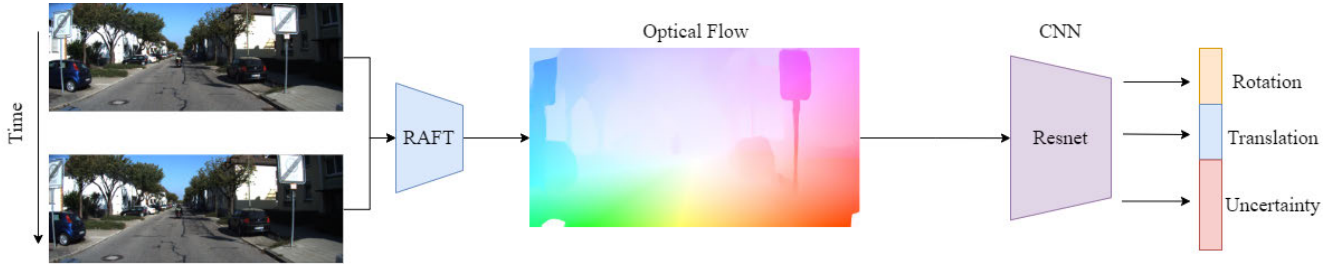 Time
RAFT
Optical Flow
CNN
Resnet
Rotation
Translation
Uncertainty